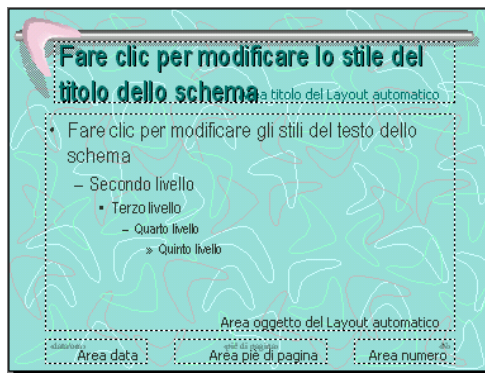 Fare clic per modificare lo stile del
titolo dello schema a titolo del Layout automatico
• Fare clic per modificare gli stili del testo dello
schema
– Secondo livello
• Terzo livello
– Quarto livello
» Quinto livello
Area oggetto del Layout automatico
Area data
Area piè di pagina
Area numero